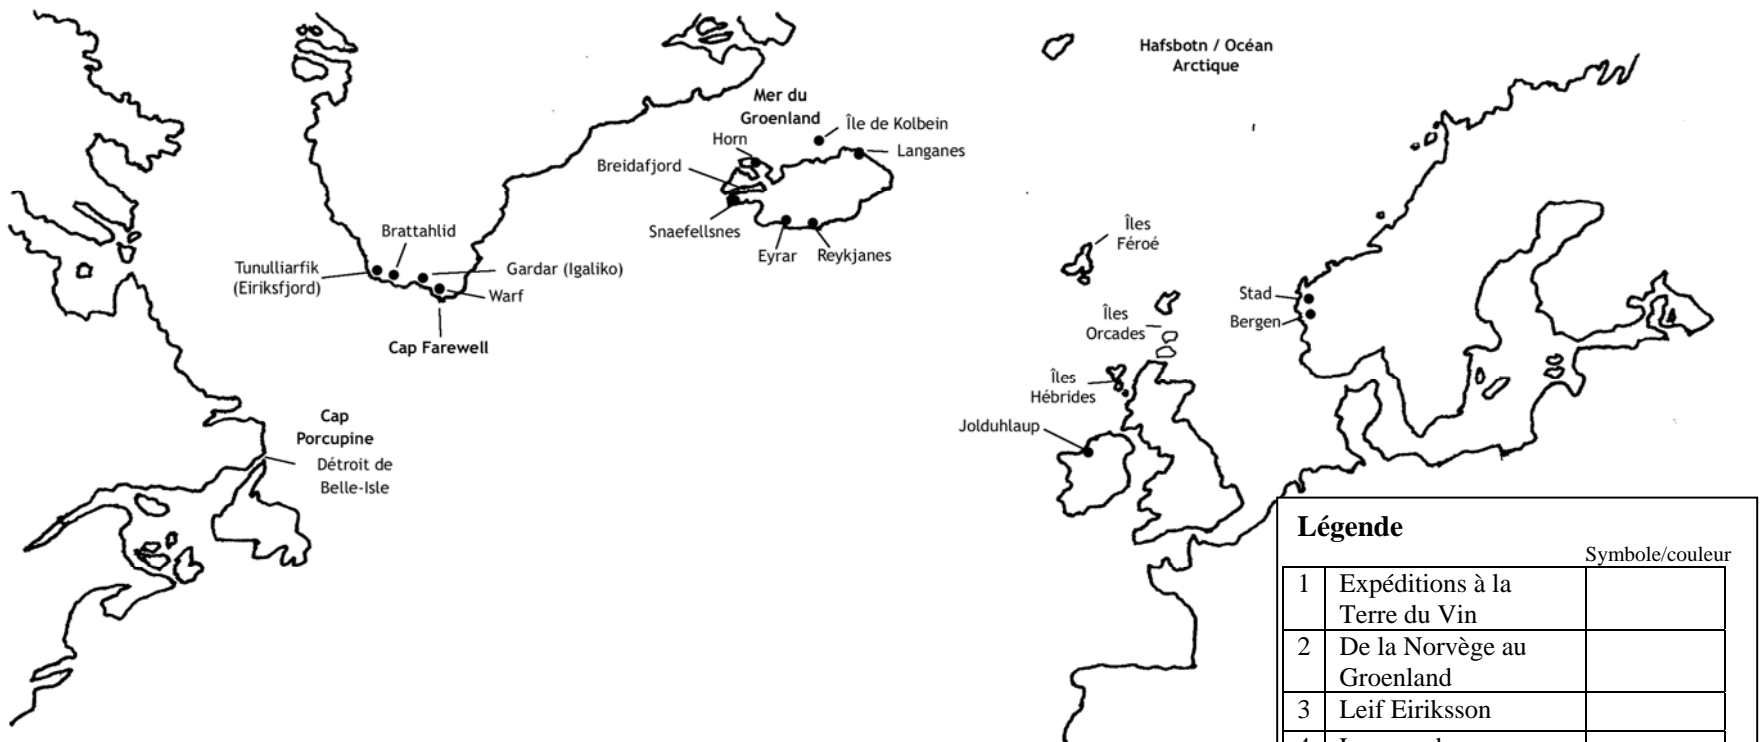 Hafsbotn / Océan
Arctique
Mer du
Groenland
Île de Kolbein
Horn
Langanes
Breidafjord
Snaefellsnes
Eyrar
Reykjanes
Brattahlid
Tunulliarfik
(Eiriksfjord)
Gardar (Igaliko)
Warf
Cap Farewell
Îles
Féroé
Stad
Bergen
Îles
Orcades
Îles
Hébrides
Jolduhlaup
Cap
Porcupine
Détroit de
Belle-Isle
Légende
Symbole/couleur
1 Expéditions à la
Terre du Vin
2 De la Norvège au
Groenland
3 Leif Eiriksson